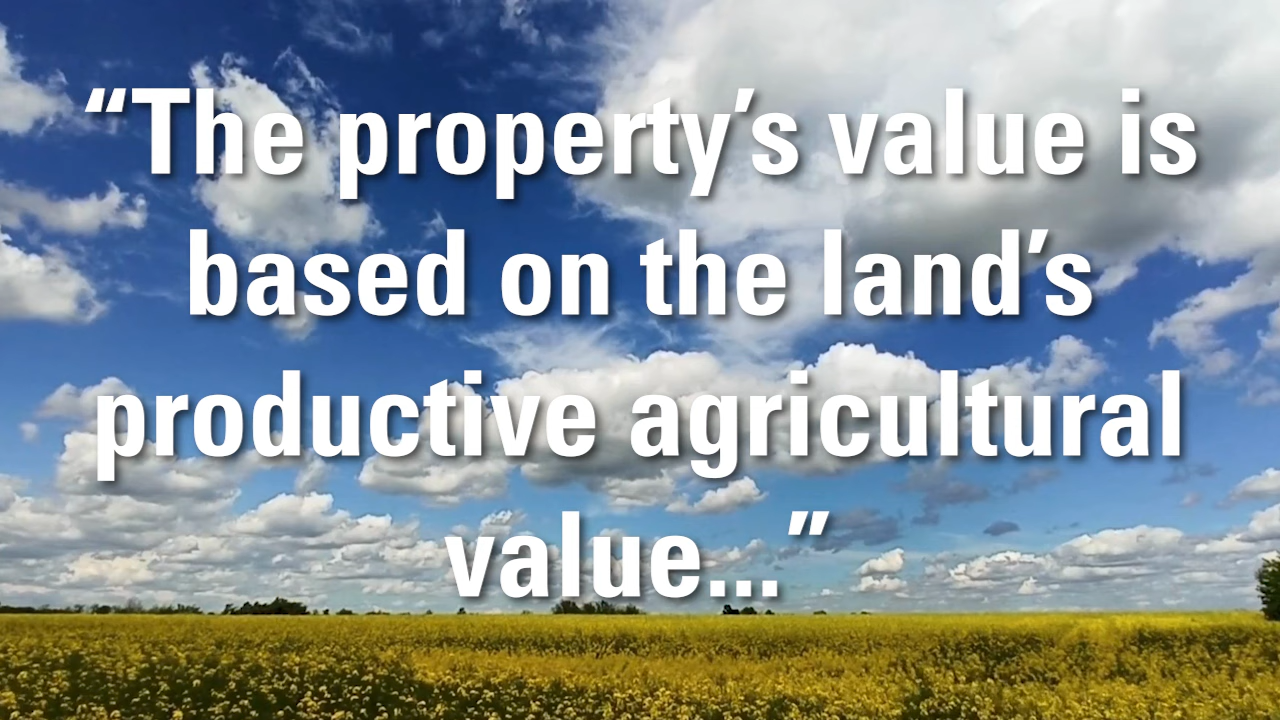 “The property’s value is
based on the land’s
productive agricultural
value...”